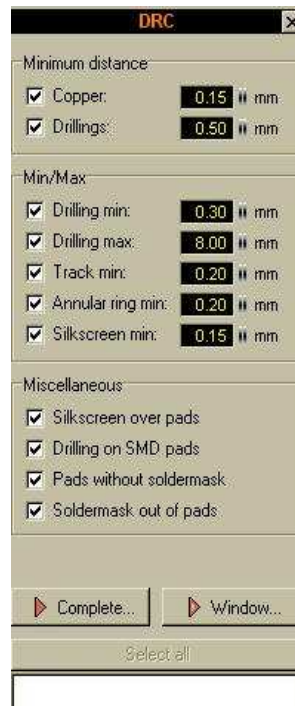 DRC
Minimum distance
Copper: 0.15 mm
Drillings: 0.50 mm
Min/Max
Drilling min: 0.30 mm
Drilling max: 8.00 mm
Track min: 0.20 mm
Annular ring min: 0.20 mm
Silkscreen min: 0.15 mm
Miscellaneous
Silkscreen over pads
Drilling on SMD pads
Pads without soldermask
Soldermask out of pads
Complete... Window...
Select all